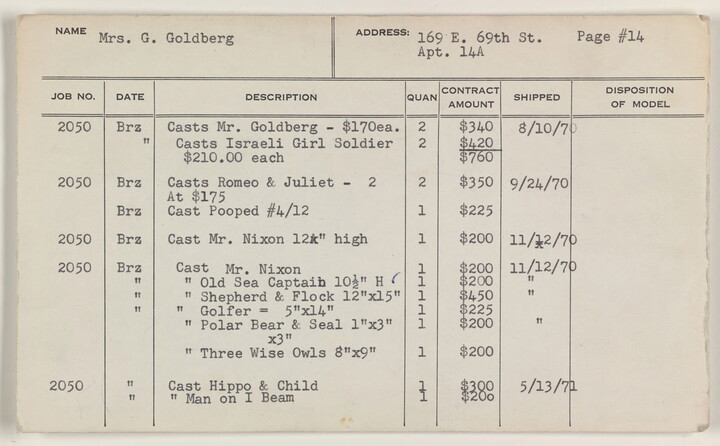 NAME Mrs. G. Goldberg ADDRESS: 169 E. 69th St. Page #14
Apt. 14A
JOB NO. DATE DESCRIPTION QUAN CONTRACT AMOUNT SHIPPED DISPOSITION OF MODEL
2050 Brz Casts Mr. Goldberg - $170ea. 2 $340 8/10/70
" Casts Israeli Girl Soldier 2 $420
$210.00 each $760
2050 Brz Casts Romeo & Juliet - 2 2 $350 9/24/70
At $175
Brz Cast Pooped #4/12 1 $225
2050 Brz Cast Mr. Nixon 12" high 1 $200 11/12/70
2050 Brz Cast Mr. Nixon 1 $200 11/12/70
" " Old Sea Captain 10½" H 1 $200 "
" " Shepherd & Flock 12"x15" 1 $450 "
" " Golfer = 5"x14" 1 $225
" Polar Bear & Seal 1"x3" 1 $200 "
x3"
" Three Wise Owls 8"x9" 1 $200
2050 " Cast Hippo & Child 1 $300 5/13/71
" " Man on I Beam 1 $200